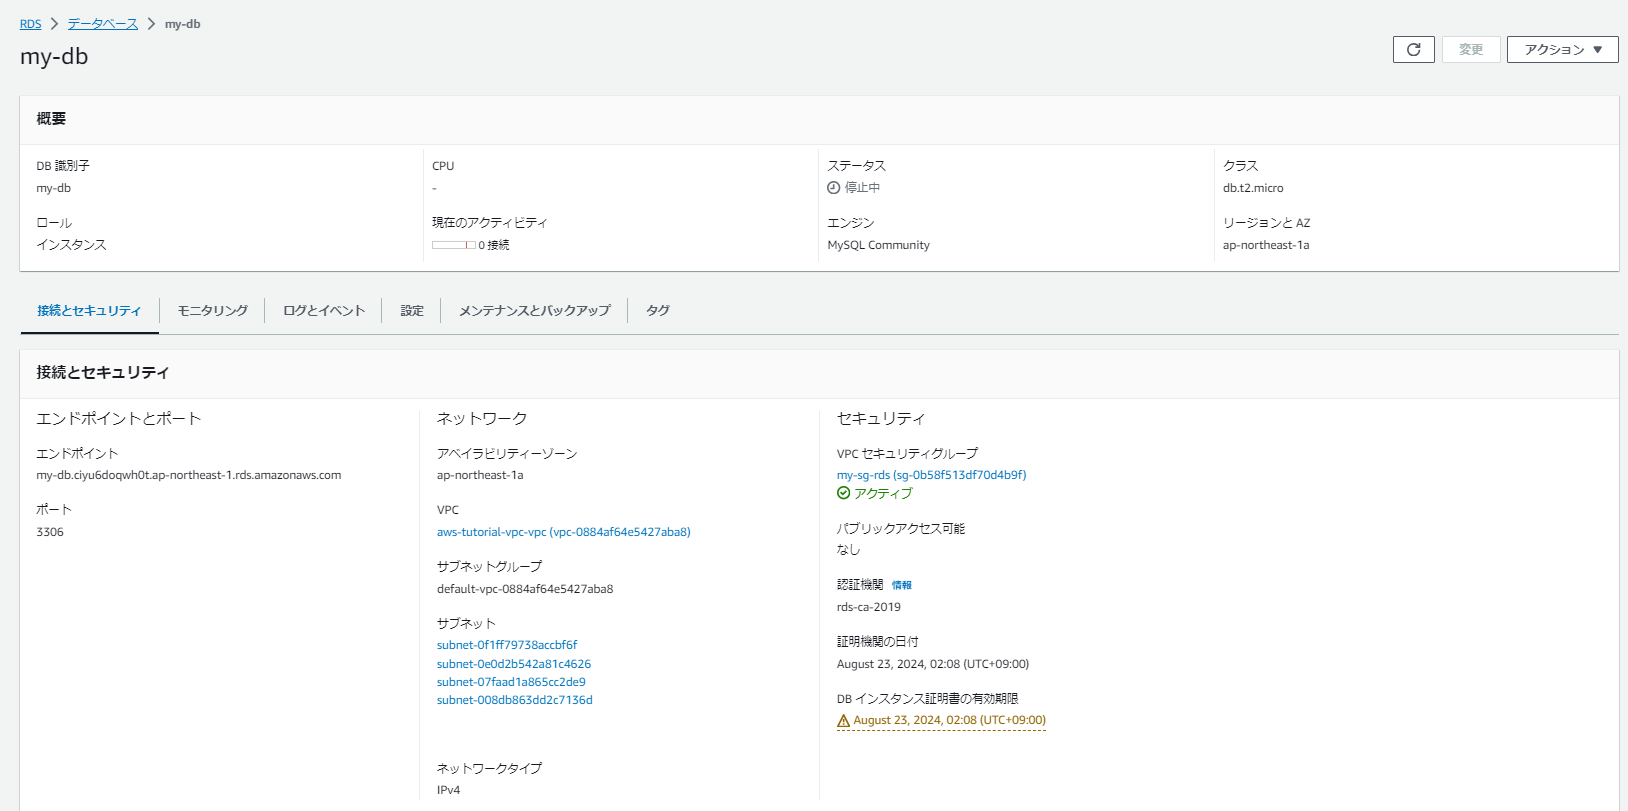 RDS > データベース > my-db
my-db
変更
アクション ▼
概要
DB 識別子
my-db
CPU
-
ステータス
停止中
クラス
db.t2.micro
ロール
インスタンス
現在のアクティビティ
0 接続
エンジン
MySQL Community
リージョンと AZ
ap-northeast-1a
接続とセキュリティ
モニタリング
ログとイベント
設定
メンテナンスとバックアップ
タグ
接続とセキュリティ
エンドポイントとポート
エンドポイント
my-db.ciyu6doqwh0t.ap-northeast-1.rds.amazonaws.com
ポート
3306
ネットワーク
アベイラビリティーゾーン
ap-northeast-1a
VPC
aws-tutorial-vpc-vpc (vpc-0884af64e5427aba8)
サブネットグループ
default-vpc-0884af64e5427aba8
サブネット
subnet-0f1ff79738accbf6f
subnet-0e0d2b542a81c4626
subnet-07faad1a865cc2de9
subnet-008db863dd2c7136d
ネットワークタイプ
IPv4
セキュリティ
VPC セキュリティグループ
my-sg-rds (sg-0b58f513df70d4b9f)
アクティブ
パブリックアクセス可能
なし
認証機関 情報
rds-ca-2019
証明機関の日付
August 23, 2024, 02:08 (UTC+09:00)
DB インスタンス証明書の有効期限
August 23, 2024, 02:08 (UTC+09:00)